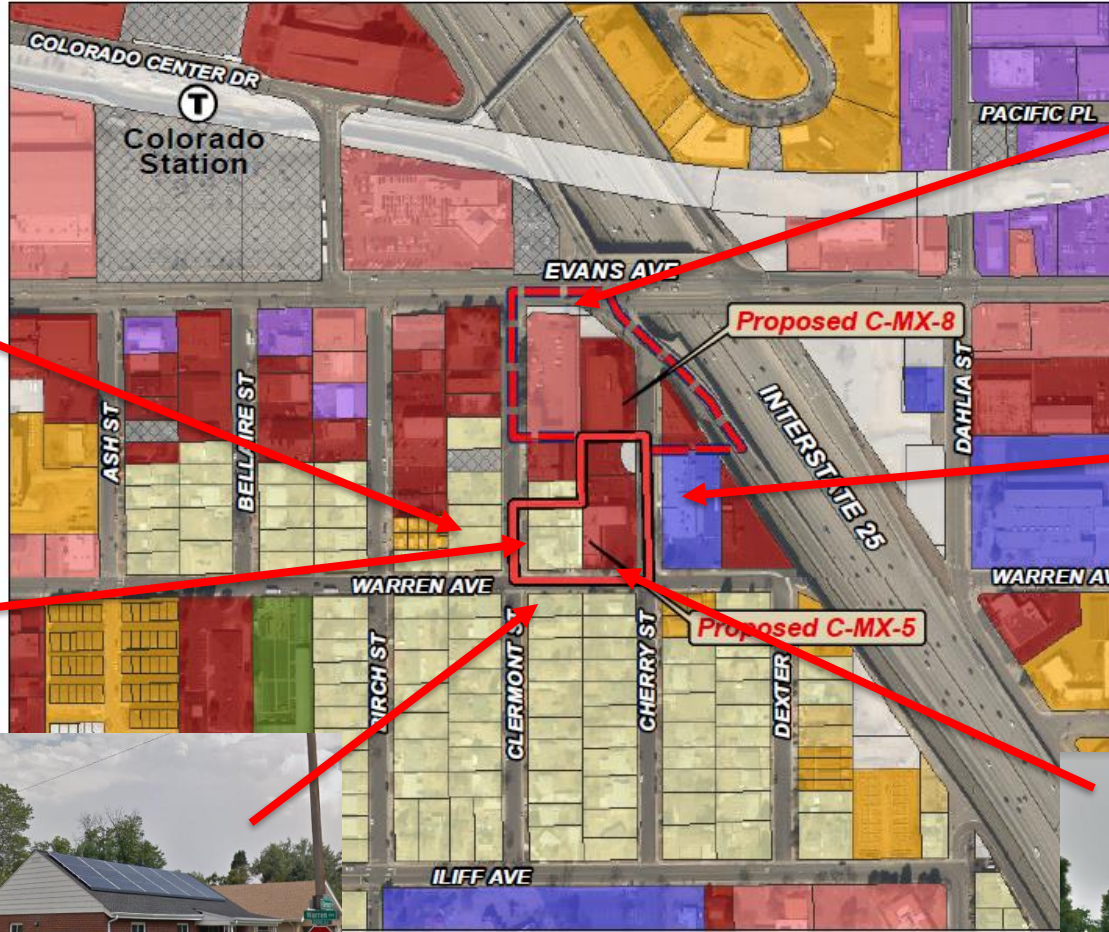 COLORADO CENTER DR
T
Colorado
Station
PACIFIC PL
EVANS AVE
Proposed C-MX-8
ASH ST
BELLAIRE ST
INTERSTATE 25
DAHLIA ST
WARREN AVE
WARREN AV
Proposed C-MX-5
BIRCH ST
CLERMONT ST
CHERRY ST
DEXTER
ILIFF AVE
Warren